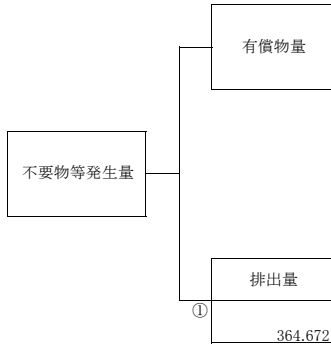 有償物量
不要物等発生量
排出量
①
364.672